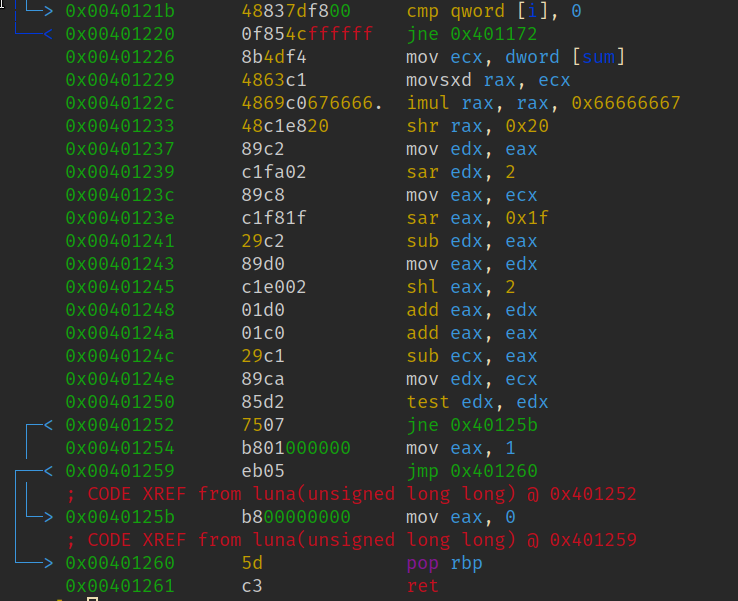 0x0040121b 48837df800 cmp qword [i], 0
0x00401220 0f854cffffff jne 0x401172
0x00401226 8b4df4 mov ecx, dword [sum]
0x00401229 4863c1 movsxd rax, ecx
0x0040122c 4869c0676666. imul rax, rax, 0x66666667
0x00401233 48c1e820 shr rax, 0x20
0x00401237 89c2 mov edx, eax
0x00401239 c1fa02 sar edx, 2
0x0040123c 89c8 mov eax, ecx
0x0040123e c1f81f sar eax, 0x1f
0x00401241 29c2 sub edx, eax
0x00401243 89d0 mov eax, edx
0x00401245 c1e002 shl eax, 2
0x00401248 01d0 add eax, edx
0x0040124a 01c0 add eax, eax
0x0040124c 29c1 sub ecx, eax
0x0040124e 89ca mov edx, ecx
0x00401250 85d2 test edx, edx
0x00401252 7507 jne 0x40125b
0x00401254 b801000000 mov eax, 1
0x00401259 eb05 jmp 0x401260
; CODE XREF from luna(unsigned long long) @ 0x401252
0x0040125b b800000000 mov eax, 0
; CODE XREF from luna(unsigned long long) @ 0x401259
0x00401260 5d pop rbp
0x00401261 c3 ret